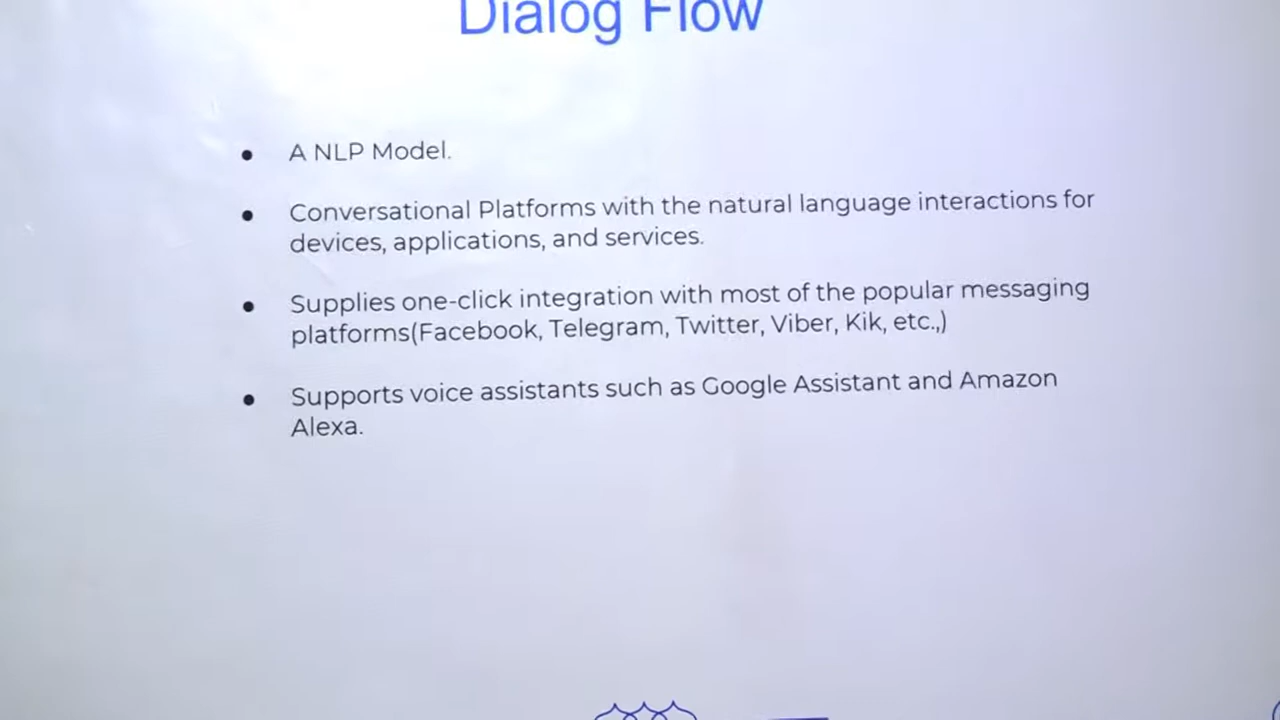 Dialog Flow
● A NLP Model.
● Conversational Platforms with the natural language interactions for
devices, applications, and services.
● Supplies one-click integration with most of the popular messaging
platforms(Facebook, Telegram, Twitter, Viber, Kik, etc.,)
● Supports voice assistants such as Google Assistant and Amazon
Alexa.